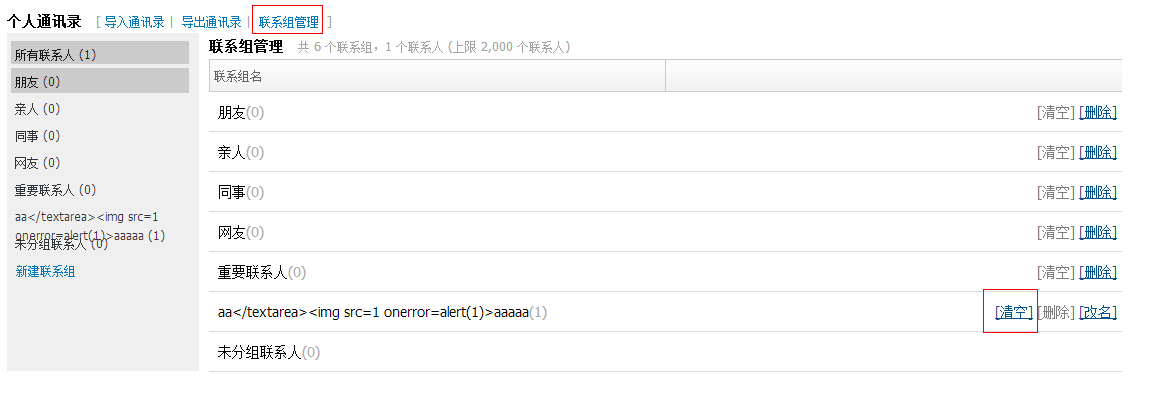 个人通讯录 [ 导入通讯录 | 导出通讯录 | 联系组管理 ]
所有联系人 (1)
朋友 (0)
亲人 (0)
同事 (0)
网友 (0)
重要联系人 (0)
aa</textarea><img src=1
onerror=alert(1)>aaaaa (1)
未分组联系人 (0)
新建联系组
联系组管理 共 6 个联系组，1 个联系人 (上限 2,000 个联系人)
联系组名
朋友(0) [清空] [删除]
亲人(0) [清空] [删除]
同事(0) [清空] [删除]
网友(0) [清空] [删除]
重要联系人(0) [清空] [删除]
aa</textarea><img src=1 onerror=alert(1)>aaaaa(1) [清空] [删除] [改名]
未分组联系人(0)